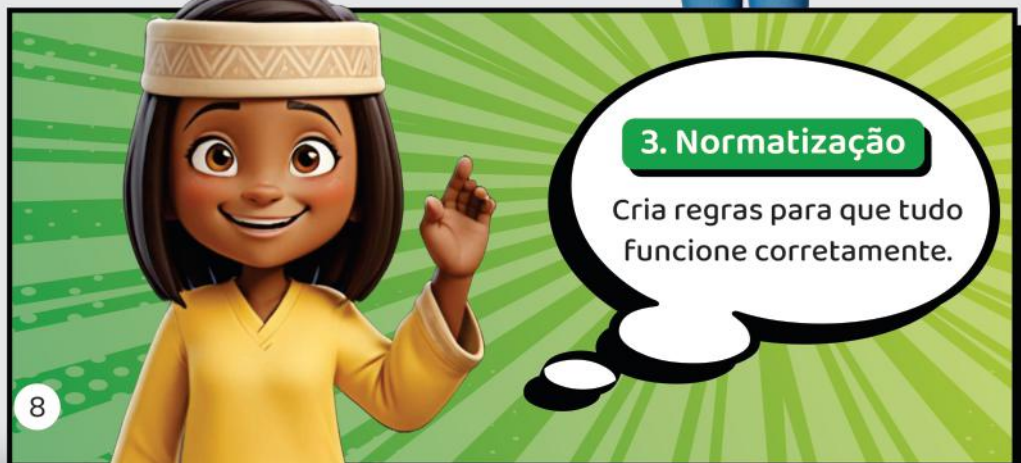 3. Normatização
Cria regras para que tudo
funcione corretamente.
8